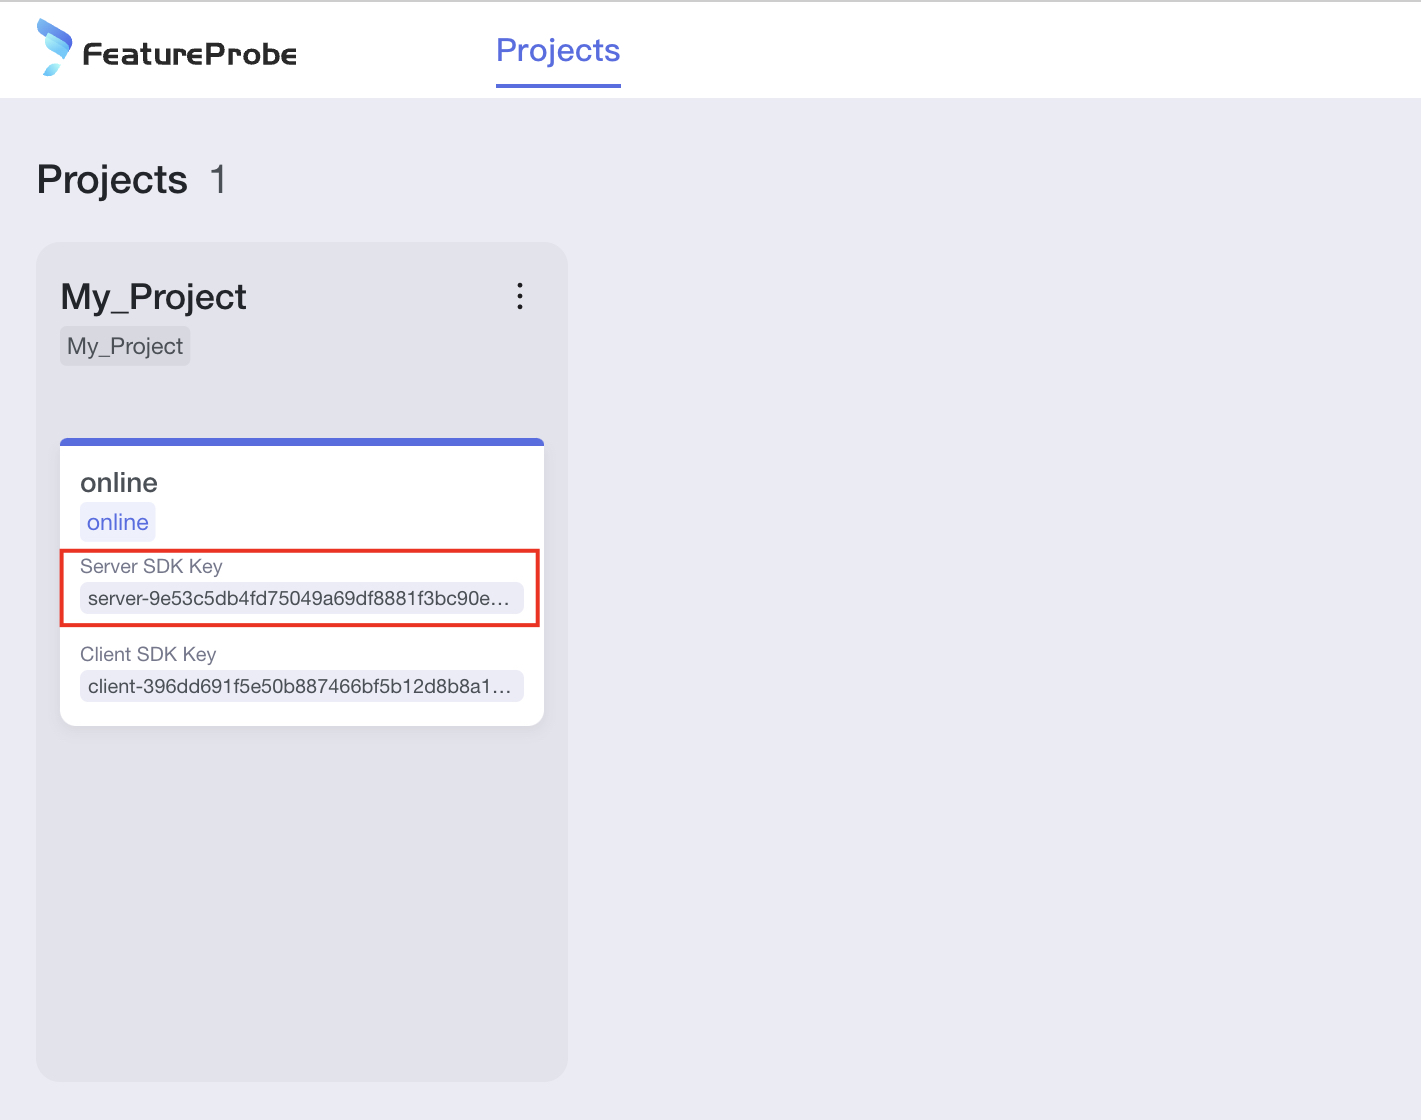 FeatureProbe
Projects
Projects 1
My_Project
My_Project
online
online
Server SDK Key
server-9e53c5db4fd75049a69df8881f3bc90e...
Client SDK Key
client-396dd691f5e50b887466bf5b12d8b8a1...